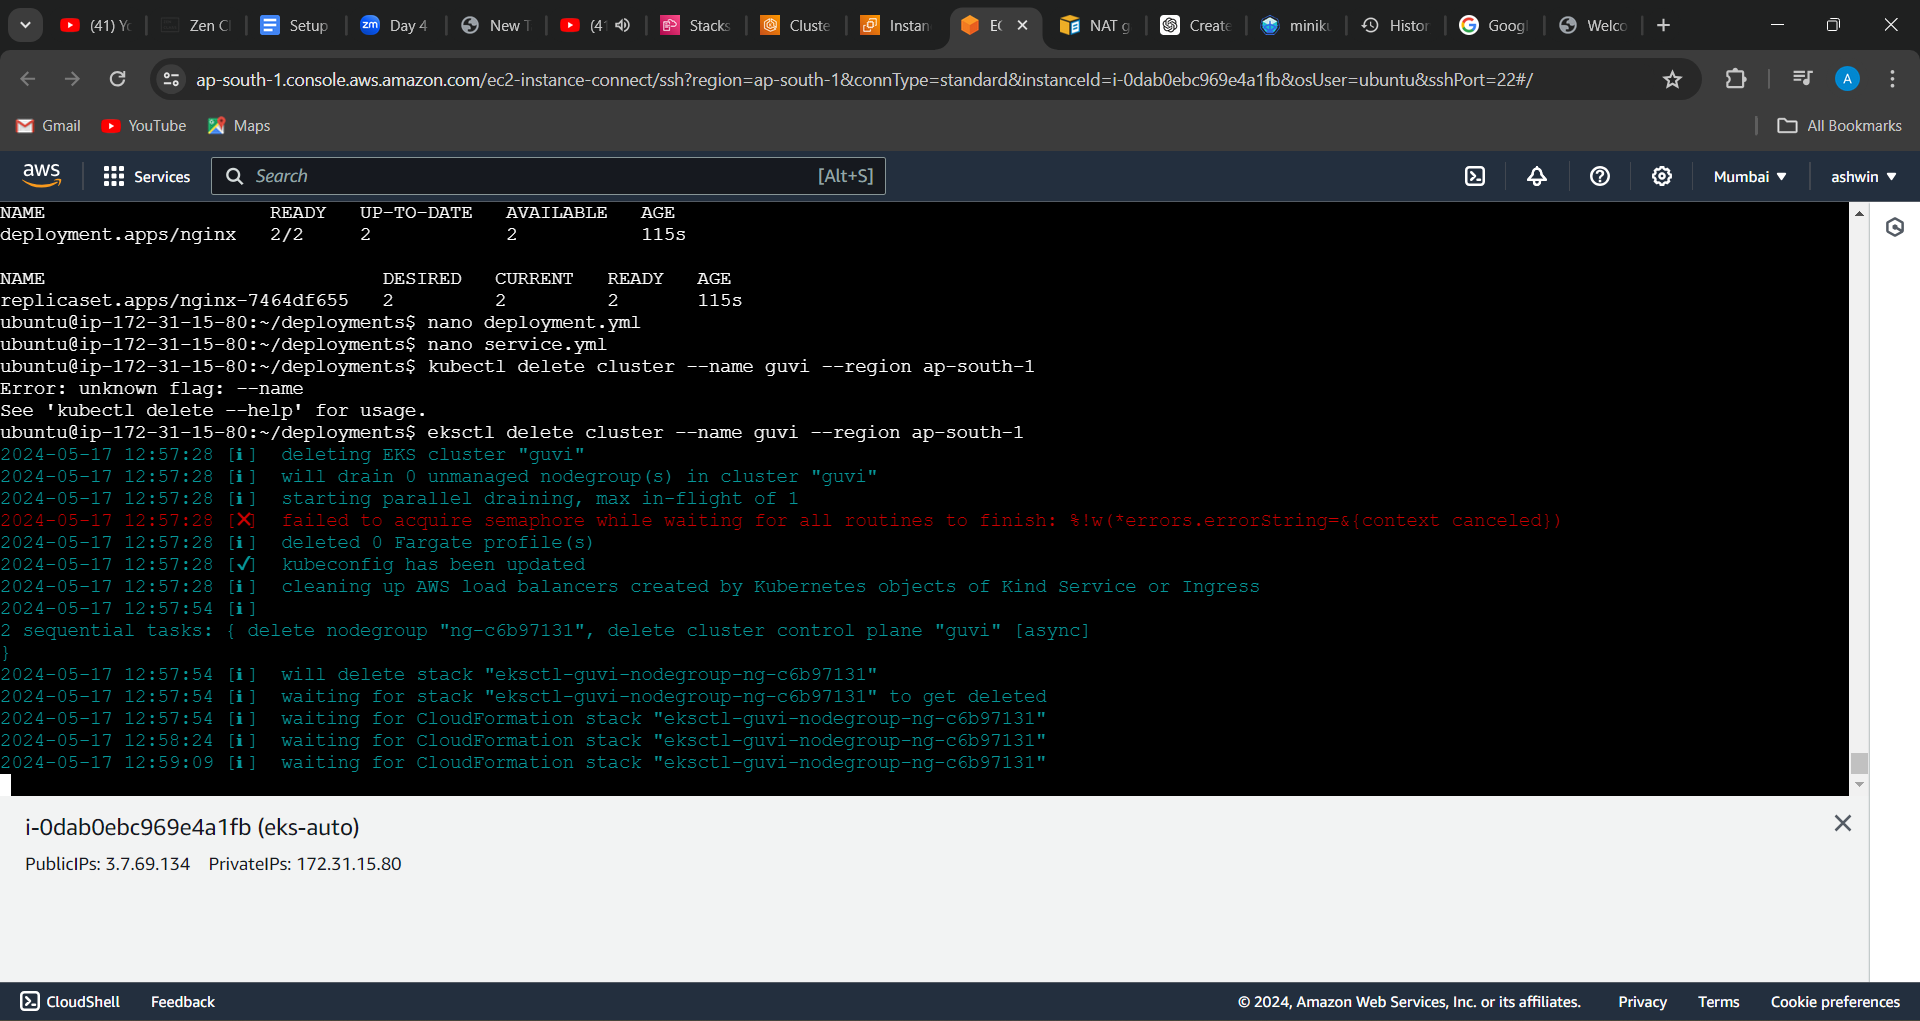 (41) Yo
Zen Cl
Setup
zm Day 4
New T
(41
Stacks
Cluste
Instan
EC
NAT g
Create
miniku
Histor
Googl
Welco
ap-south-1.console.aws.amazon.com/ec2-instance-connect/ssh?region=ap-south-1&connType=standard&instanceId=i-0dab0ebc969e4a1fb&osUser=ubuntu&sshPort=22#/
A
Gmail YouTube Maps All Bookmarks
aws Services Search [Alt+S] Mumbai ashwin
NAME READY UP-TO-DATE AVAILABLE AGE
deployment.apps/nginx 2/2 2 2 115s
NAME DESIRED CURRENT READY AGE
replicaset.apps/nginx-7464df655 2 2 2 115s
ubuntu@ip-172-31-15-80:~/deployments$ nano deployment.yml
ubuntu@ip-172-31-15-80:~/deployments$ nano service.yml
ubuntu@ip-172-31-15-80:~/deployments$ kubectl delete cluster --name guvi --region ap-south-1
Error: unknown flag: --name
See 'kubectl delete --help' for usage.
ubuntu@ip-172-31-15-80:~/deployments$ eksctl delete cluster --name guvi --region ap-south-1
2024-05-17 12:57:28 [ℹ] deleting EKS cluster "guvi"
2024-05-17 12:57:28 [ℹ] will drain 0 unmanaged nodegroup(s) in cluster "guvi"
2024-05-17 12:57:28 [ℹ] starting parallel draining, max in-flight of 1
2024-05-17 12:57:28 [✖] failed to acquire semaphore while waiting for all routines to finish: %!w(*errors.errorString=&{context canceled})
2024-05-17 12:57:28 [ℹ] deleted 0 Fargate profile(s)
2024-05-17 12:57:28 [✔] kubeconfig has been updated
2024-05-17 12:57:28 [ℹ] cleaning up AWS load balancers created by Kubernetes objects of Kind Service or Ingress
2024-05-17 12:57:54 [ℹ]
2 sequential tasks: { delete nodegroup "ng-c6b97131", delete cluster control plane "guvi" [async]
}
2024-05-17 12:57:54 [ℹ] will delete stack "eksctl-guvi-nodegroup-ng-c6b97131"
2024-05-17 12:57:54 [ℹ] waiting for stack "eksctl-guvi-nodegroup-ng-c6b97131" to get deleted
2024-05-17 12:57:54 [ℹ] waiting for CloudFormation stack "eksctl-guvi-nodegroup-ng-c6b97131"
2024-05-17 12:58:24 [ℹ] waiting for CloudFormation stack "eksctl-guvi-nodegroup-ng-c6b97131"
2024-05-17 12:59:09 [ℹ] waiting for CloudFormation stack "eksctl-guvi-nodegroup-ng-c6b97131"
i-0dab0ebc969e4a1fb (eks-auto)
PublicIPs: 3.7.69.134 PrivateIPs: 172.31.15.80
CloudShell Feedback © 2024, Amazon Web Services, Inc. or its affiliates. Privacy Terms Cookie preferences